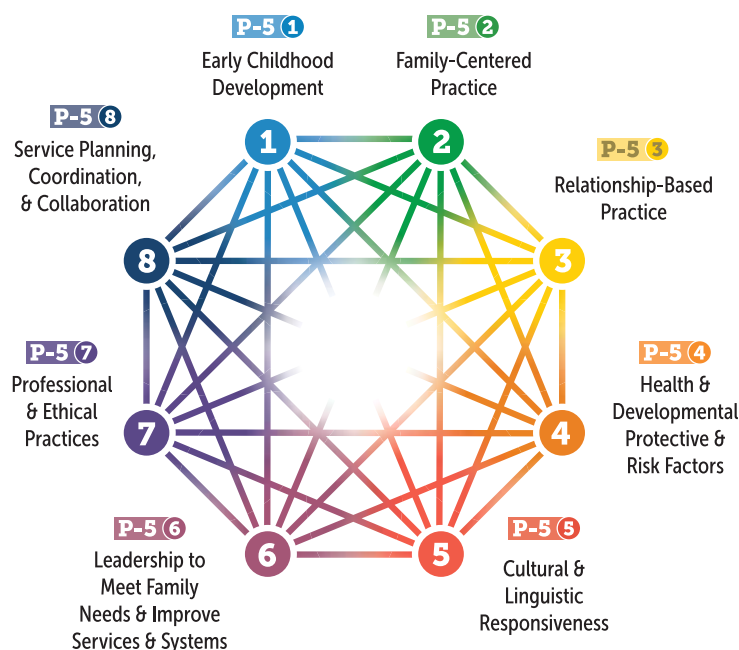 P-5 1
Early Childhood
Development
P-5 2
Family-Centered
Practice
P-5 3
Relationship-Based
Practice
P-5 4
Health &
Developmental
Protective &
Risk Factors
P-5 5
Cultural &
Linguistic
Responsiveness
P-5 6
Leadership to
Meet Family
Needs & Improve
Services & Systems
P-5 7
Professional
& Ethical
Practices
P-5 8
Service Planning,
Coordination,
& Collaboration
1
2
3
4
5
6
7
8